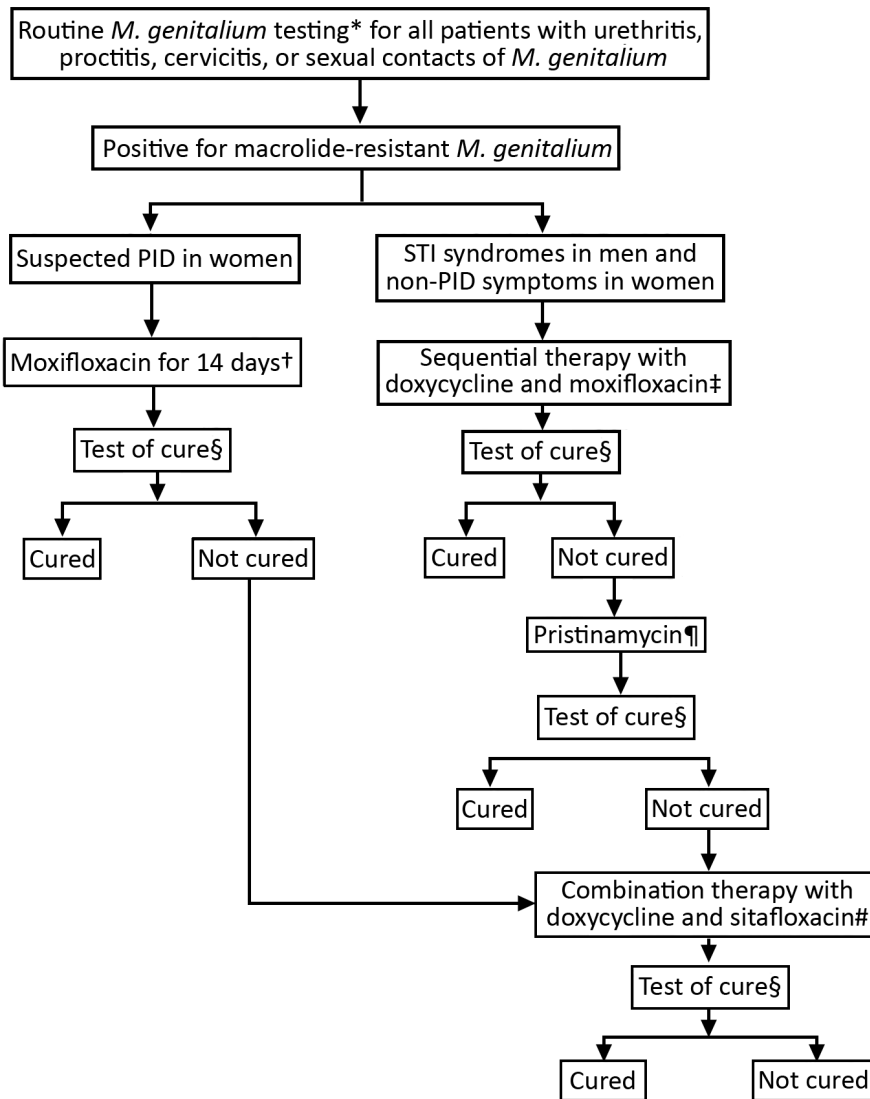 Routine M. genitalium testing* for all patients with urethritis,
proctitis, cervicitis, or sexual contacts of M. genitalium
Positive for macrolide-resistant M. genitalium
Suspected PID in women
STI syndromes in men and
non-PID symptoms in women
Moxifloxacin for 14 days†
Sequential therapy with
doxycycline and moxifloxacin‡
Test of cure§
Test of cure§
Cured
Not cured
Cured
Not cured
Pristinamycin¶
Test of cure§
Cured
Not cured
Combination therapy with
doxycycline and sitafloxacin#
Test of cure§
Cured
Not cured